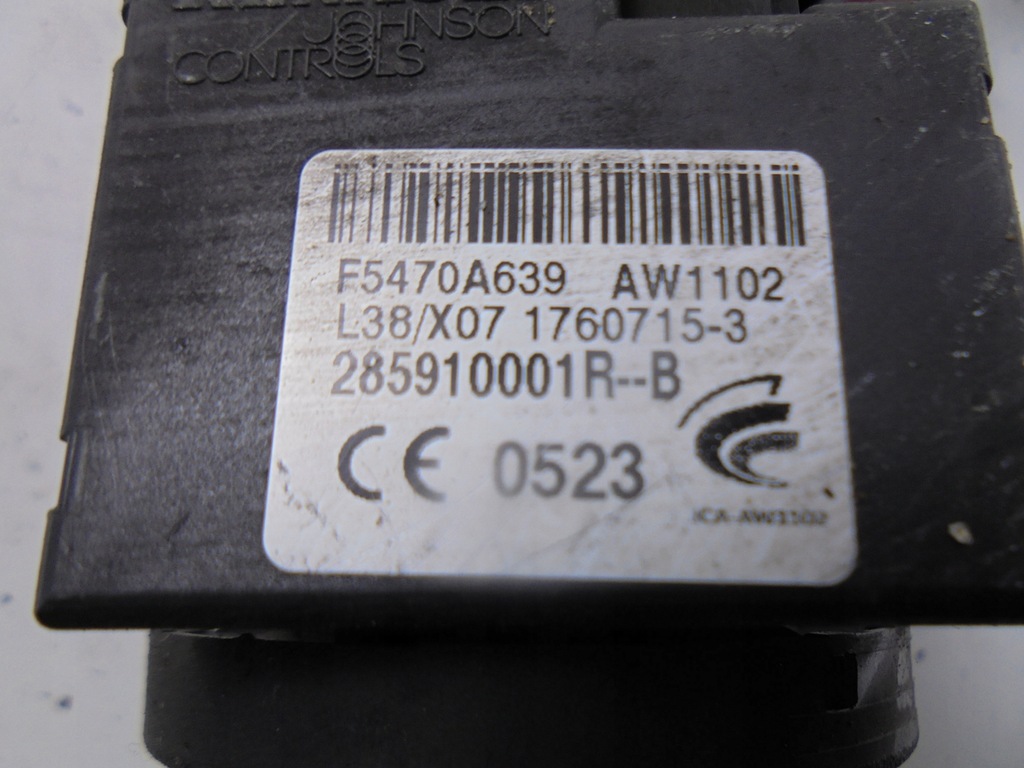 JOHNSON
CONTROLS
F5470A639 AW1102
L38/X07 1760715-3
285910001R--B
CE 0523
ICA-AW1102